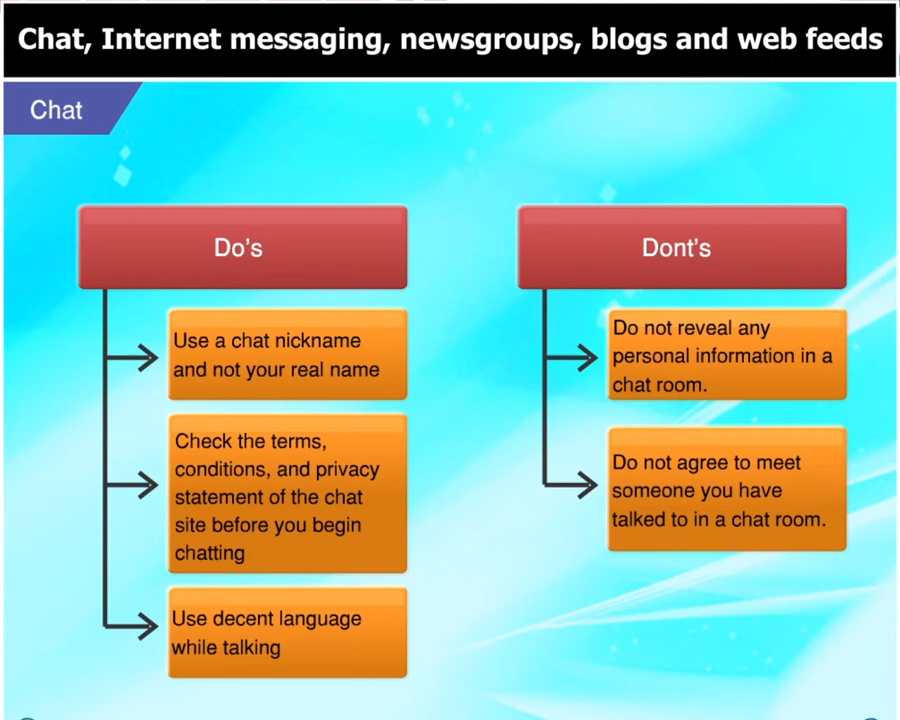 Chat, Internet messaging, newsgroups, blogs and web feeds
Chat
Do's
Use a chat nickname
and not your real name
Check the terms,
conditions, and privacy
statement of the chat
site before you begin
chatting
Use decent language
while talking
Dont's
Do not reveal any
personal information in a
chat room.
Do not agree to meet
someone you have
talked to in a chat room.